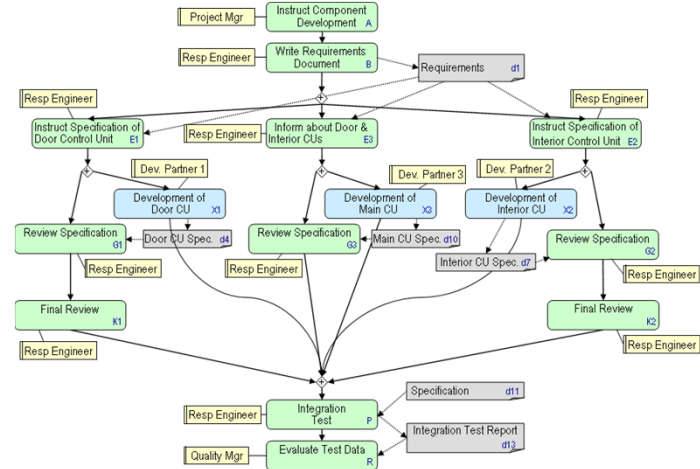 Project Mgr
Instruct Component
Development A
Resp Engineer
Write Requirements
Document B
Requirements d1
Resp Engineer
Resp Engineer
Instruct Specification of
Door Control Unit E1
Resp Engineer
Inform about Door &
Interior CUs E3
Instruct Specification of
Interior Control Unit E2
Dev. Partner 1
Dev. Partner 3
Dev. Partner 2
Development of
Door CU X1
Development of
Main CU X3
Development of
Interior CU X2
Review Specification
G1
Door CU Spec. d4
Review Specification
G3
Main CU Spec. d10
Review Specification
G2
Interior CU Spec. d7
Resp Engineer
Resp Engineer
Resp Engineer
Final Review
K1
Final Review
K2
Resp Engineer
Resp Engineer
Specification d11
Resp Engineer
Integration
Test P
Integration Test Report
d13
Quality Mgr
Evaluate Test Data
R